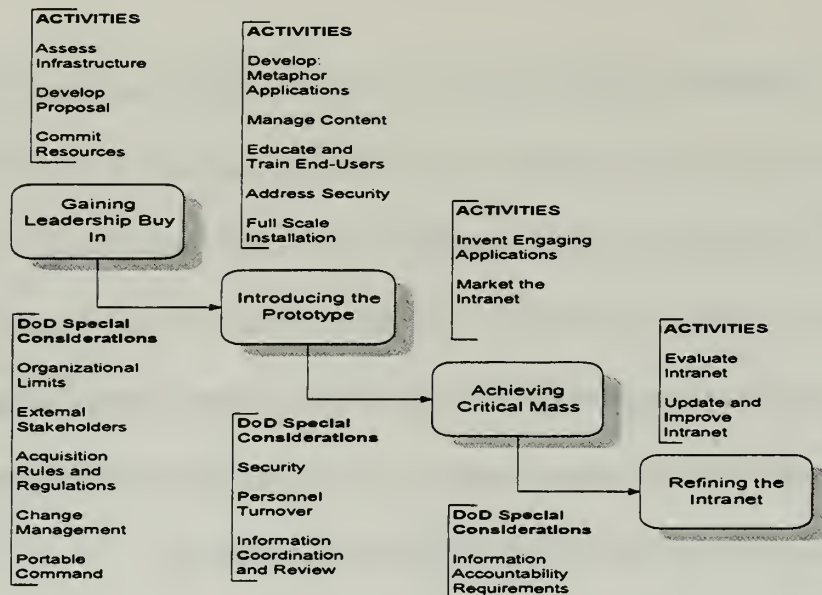 ACTIVITIES
Assess
Infrastructure
Develop
Proposal
Commit
Resources
Gaining
Leadership Buy
In
DoD Special
Considerations
Organizational
Limits
External
Stakeholders
Acquisition
Rules and
Regulations
Change
Management
Portable
Command
ACTIVITIES
Develop:
Metaphor
Applications
Manage Content
Educate and
Train End-Users
Address Security
Full Scale
Installation
Introducing the
Prototype
DoD Special
Considerations
Security
Personnel
Turnover
Information
Coordination
and Review
ACTIVITIES
Invent Engaging
Applications
Market the
Intranet
Achieving
Critical Mass
DoD Special
Considerations
Information
Accountability
Requirements
ACTIVITIES
Evaluate
Intranet
Update and
Improve
Intranet
Refining the
Intranet